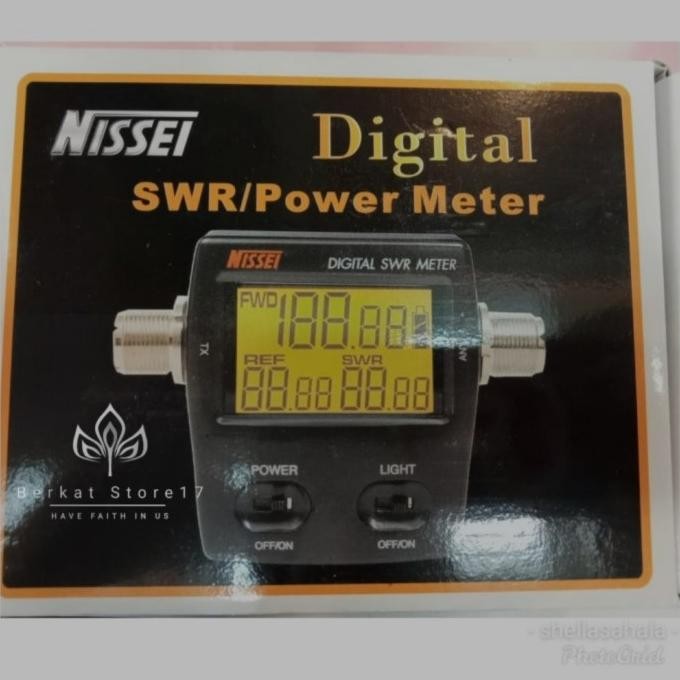 NISSEI
Digital
SWR/Power Meter
NISSEI DIGITAL SWR METER
FWD 188.88
TX
REF SWR
88.88 88.88
POWER LIGHT
OFF/ON OFF/ON
Berkat Store17
HAVE FAITH IN US
- sheilasahala -
PhotoGrid